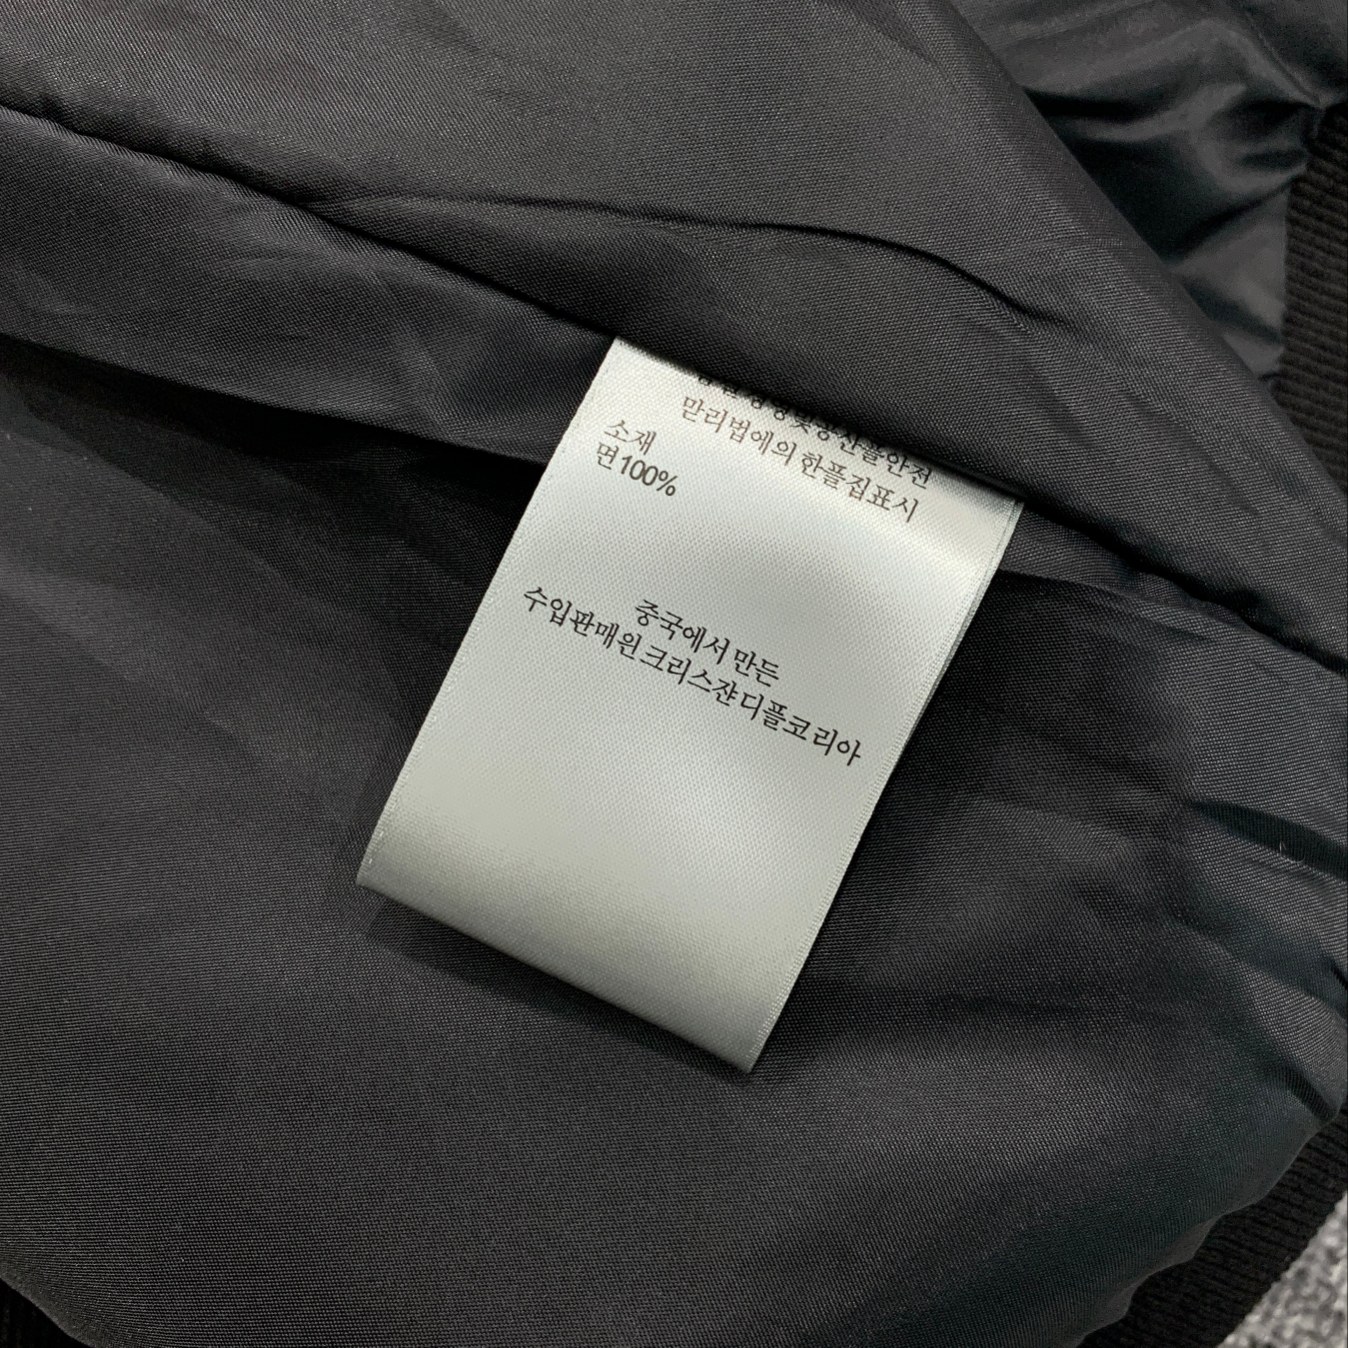 만리법에의 한플집표시
소재
면100%
중국에서 만든
수입판매원 크리스쟌 디플코리아